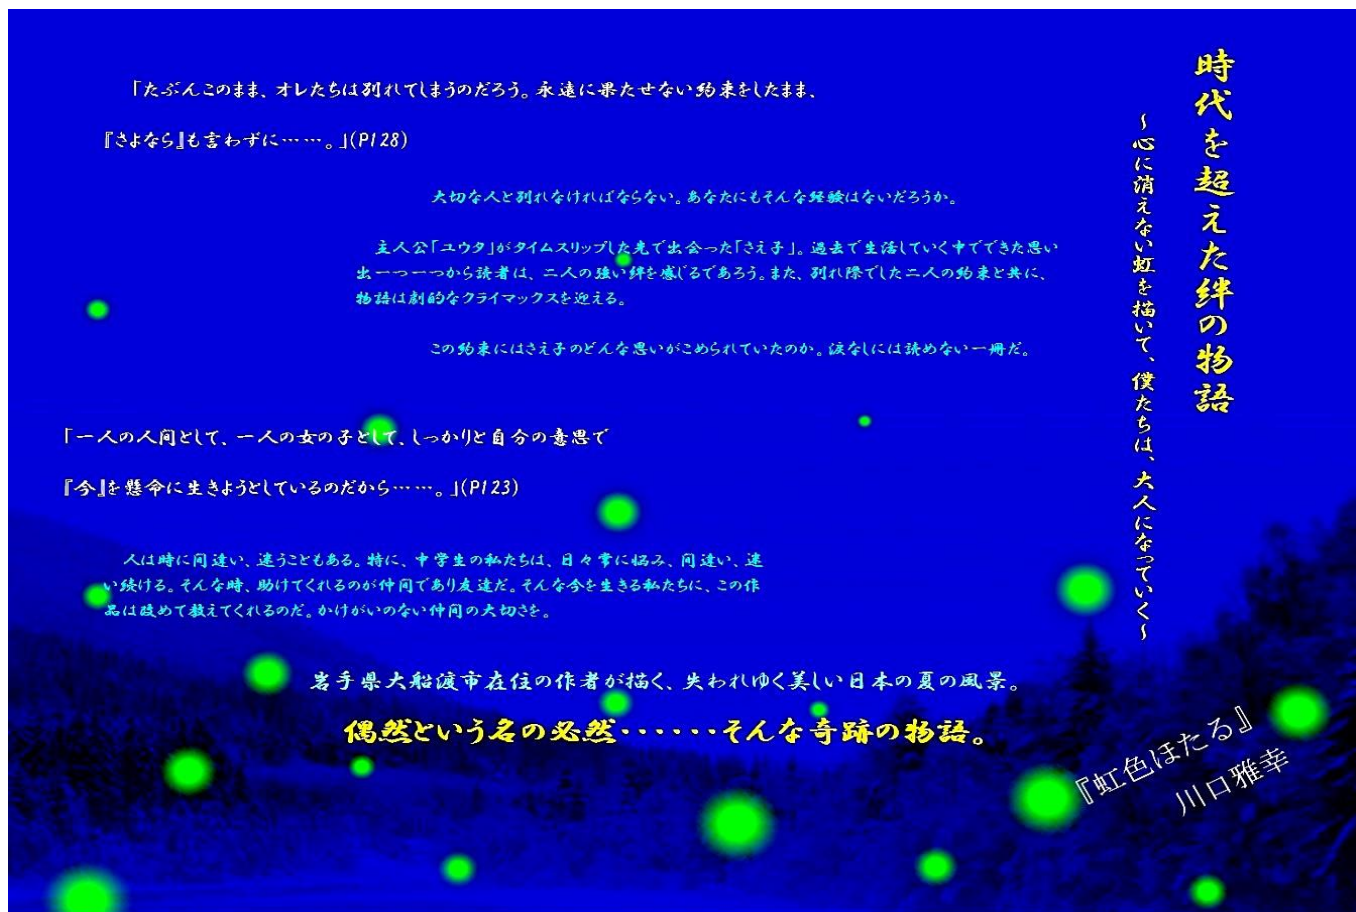 時代を超えた絆の物語
～心に消えない虹を描いて、僕たちは、大人になっていく～
「たぶんこのまま、オレたちは別れてしまうのだろう。永遠に果たせない約束をしたまま、
『さよなら』も言わずに……。」(P128)
大切な人と別れなければならない。あなたにもそんな経験はないだろうか。
主人公「ユウタ」がタイムスリップした先で出会った「さえ子」。過去で生活していく中でできた思い
出一つ一つから読者は、二人の強い絆を感じるであろう。また、別れ際でした二人の約束と共に、
物語は劇的なクライマックスを迎える。
この約束にはさえ子のどんな思いがこめられていたのか。涙なしには読めない一冊だ。
「一人の人間として、一人の女の子として、しっかりと自分の意思で
『今』を懸命に生きようとしているのだから……。」(P123)
人は時に間違い、迷うこともある。特に、中学生の私たちは、日々常に悩み、間違い、迷
い続ける。そんな時、助けてくれるのが仲間であり友達だ。そんな今を生きる私たちに、この作
品は改めて教えてくれるのだ。かけがいのない仲間の大切さを。
岩手県大船渡市在住の作者が描く、失われゆく美しい日本の夏の風景。
偶然という名の必然・・・・・・そんな奇跡の物語。
『虹色ほたる』
川口雅幸